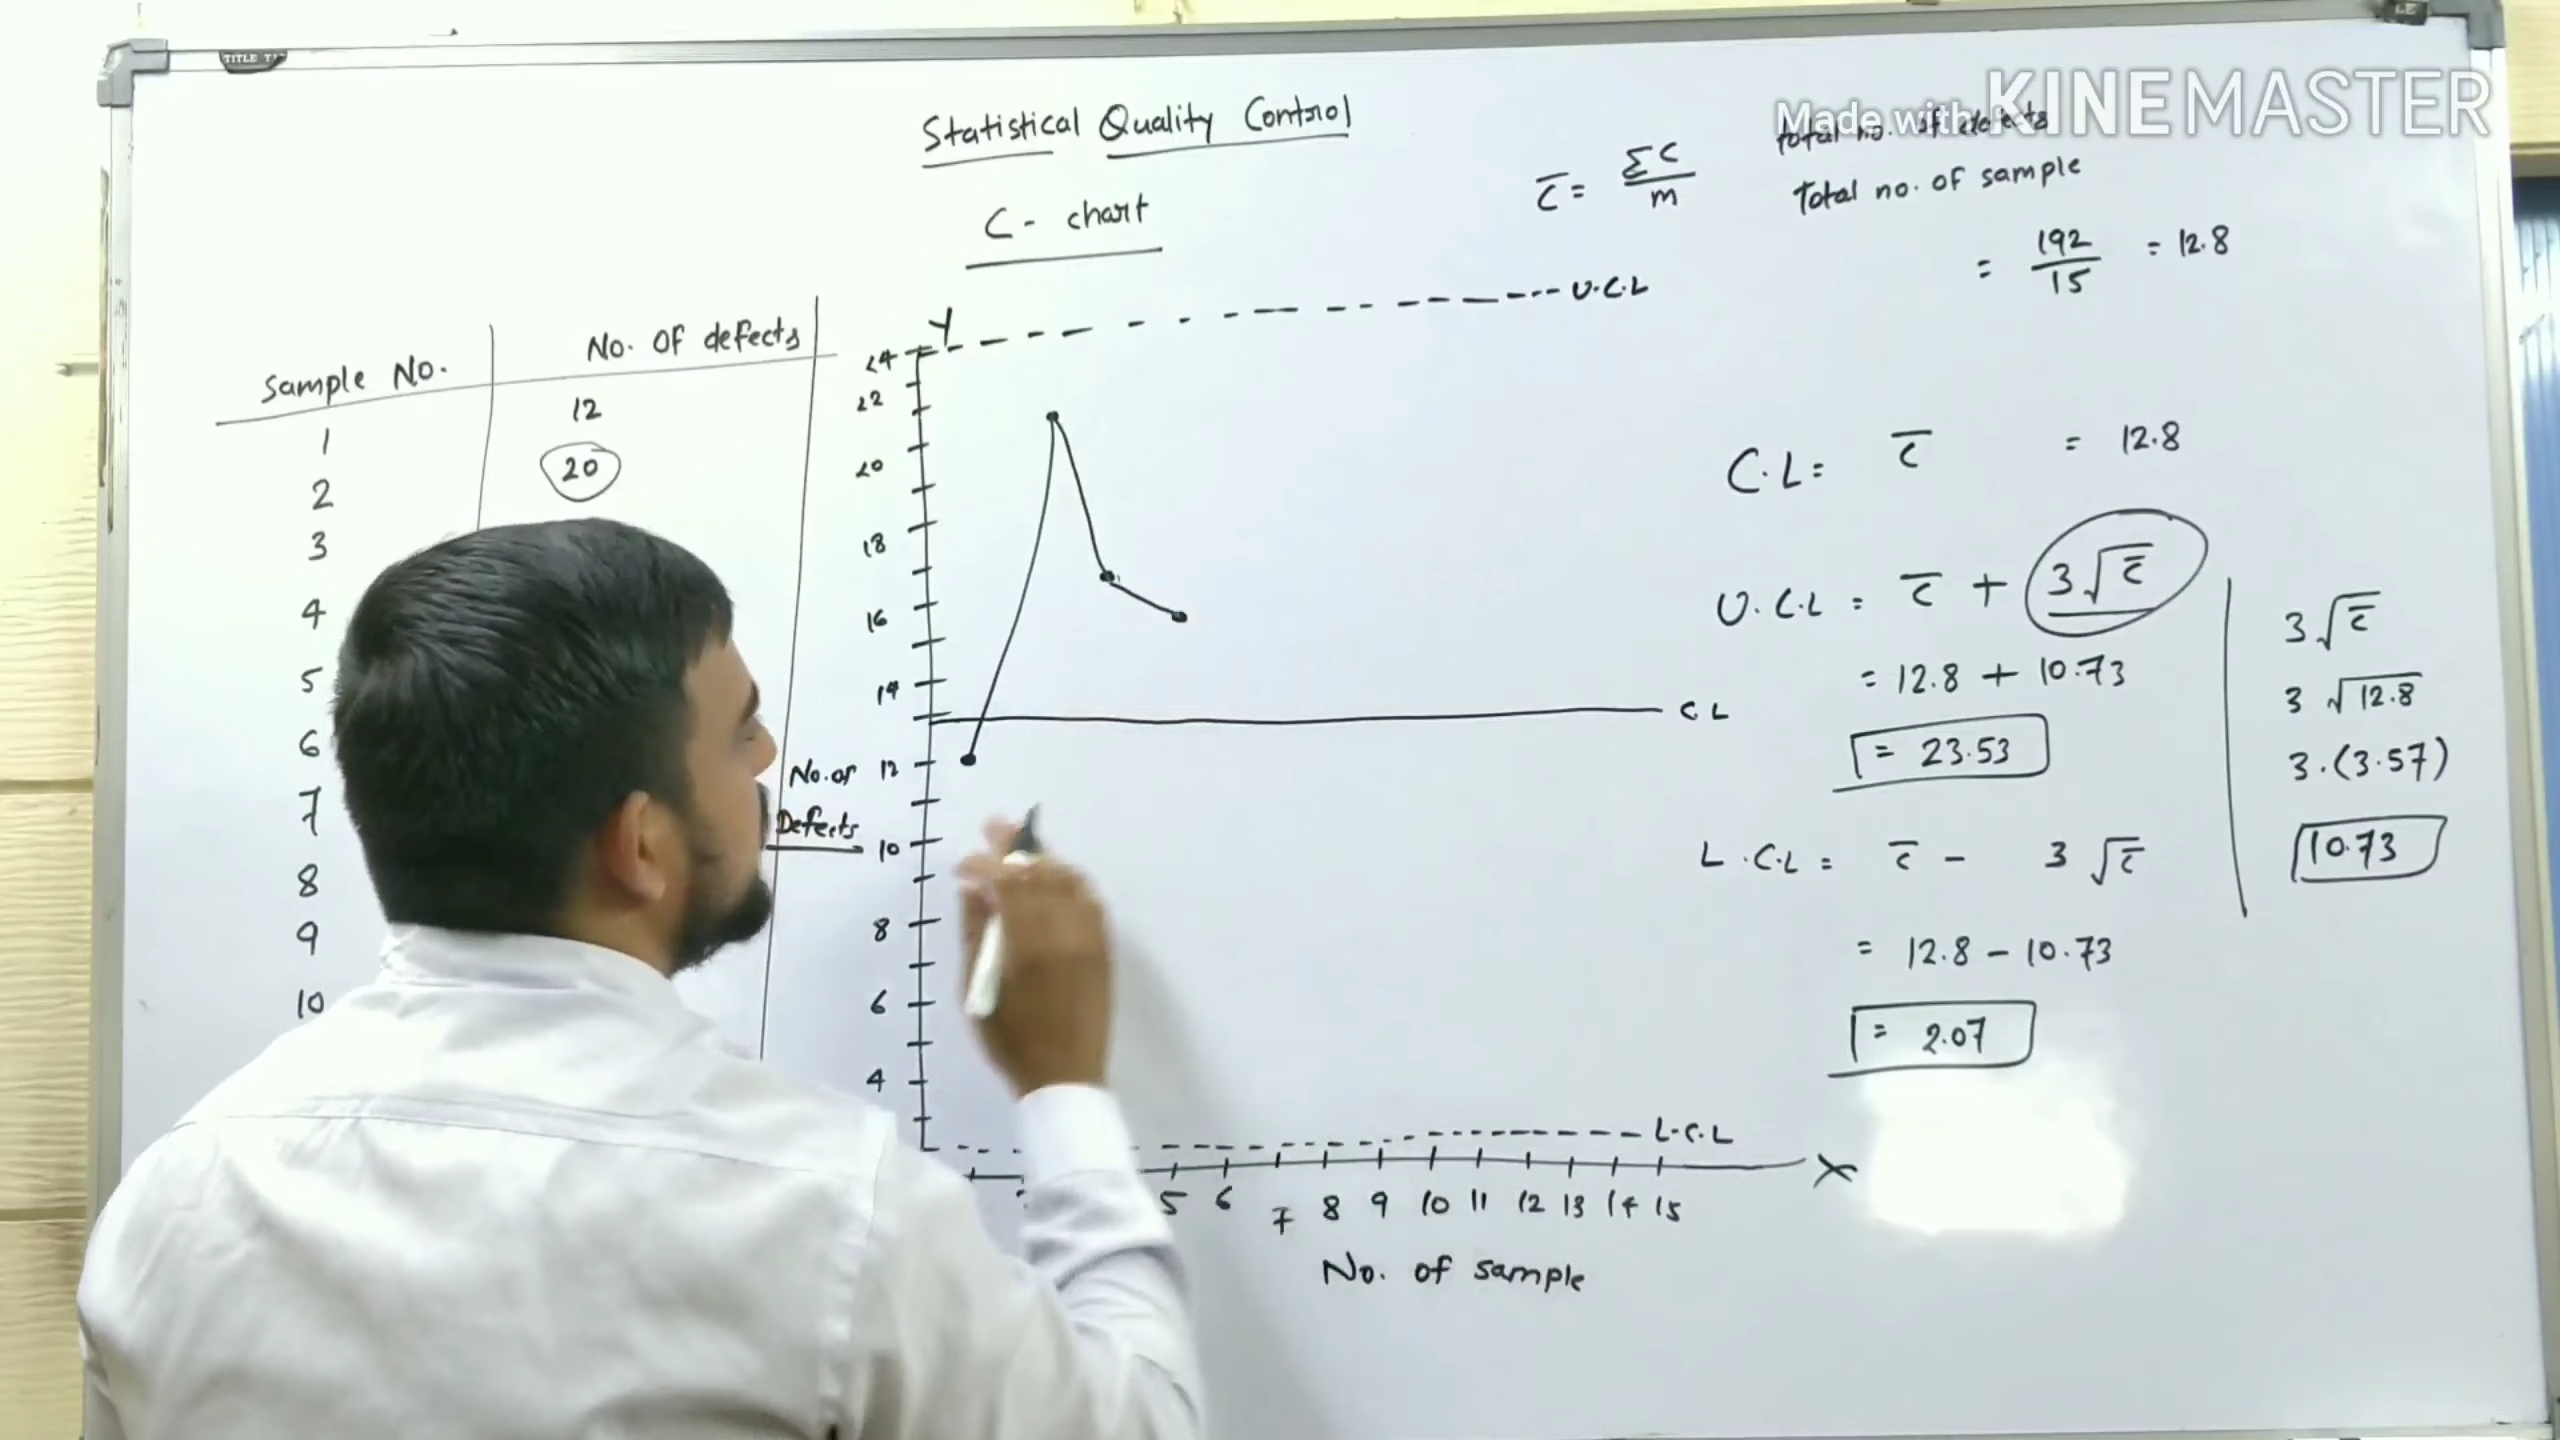 Made with KINEMASTER
Statistical Quality Control
C - chart
c̄ = ΣC / m
total no. of defects
Total no. of sample
= 192 / 15 = 12.8
Sample No. No. Of defects
1 12
2 20
3
4
5
6
7
8
9
10
Y
24
22
20
18
16
14
12
10
8
6
4
No. of
Defects
U.C.L
C L
L.C.L
X
5 6 7 8 9 10 11 12 13 14 15
No. of sample
C.L = c̄ = 12.8
U.C.L = c̄ + 3√c̄
= 12.8 + 10.73
= 23.53
L.C.L = c̄ - 3 √c̄
= 12.8 - 10.73
= 2.07
3√c̄
3 √12.8
3.(3.57)
10.73